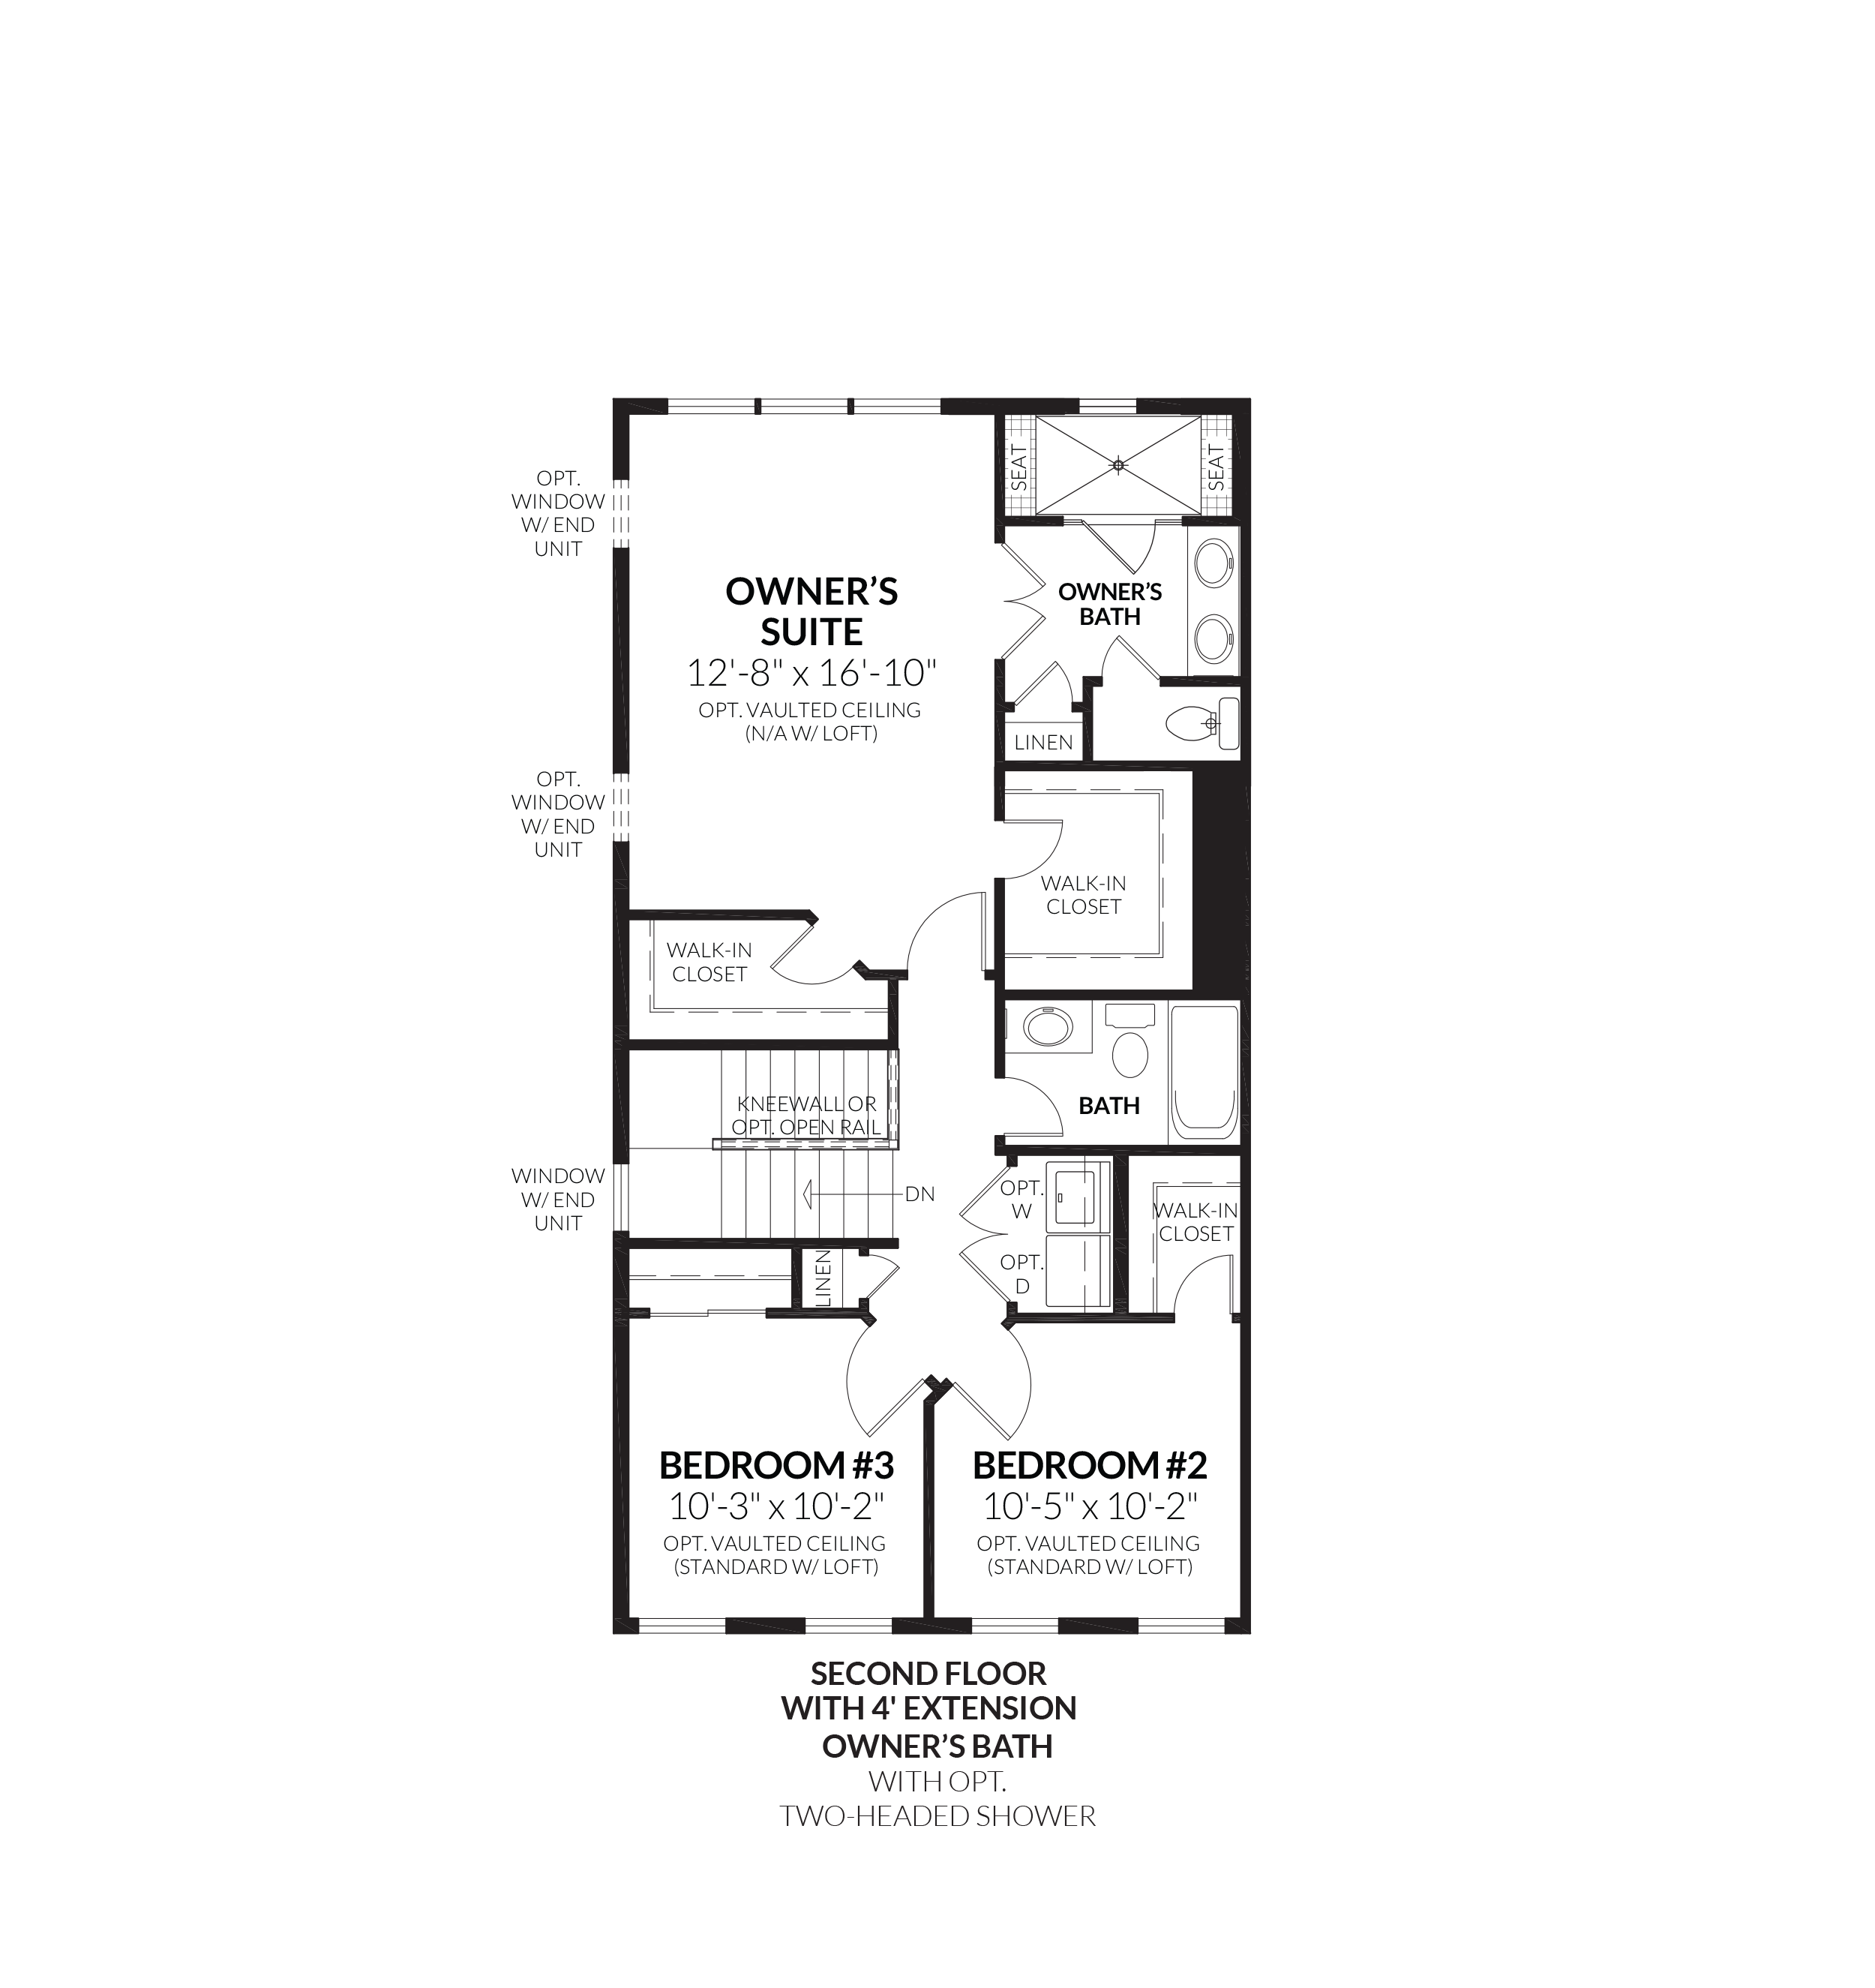 SEAT
SEAT
OPT.
WINDOW
W/ END
UNIT
OWNER’S
SUITE
12'-8" x 16'-10"
OPT. VAULTED CEILING
(N/A W/ LOFT)
OWNER’S
BATH
LINEN
OPT.
WINDOW
W/ END
UNIT
WALK-IN
CLOSET
WALK-IN
CLOSET
KNEEWALL OR
OPT. OPEN RAIL
BATH
WINDOW
W/ END
UNIT
DN
OPT.
W
OPT.
D
WALK-IN
CLOSET
LINEN
BEDROOM #3
10'-3" x 10'-2"
OPT. VAULTED CEILING
(STANDARD W/ LOFT)
BEDROOM #2
10'-5" x 10'-2"
OPT. VAULTED CEILING
(STANDARD W/ LOFT)
SECOND FLOOR
WITH 4' EXTENSION
OWNER’S BATH
WITH OPT.
TWO-HEADED SHOWER